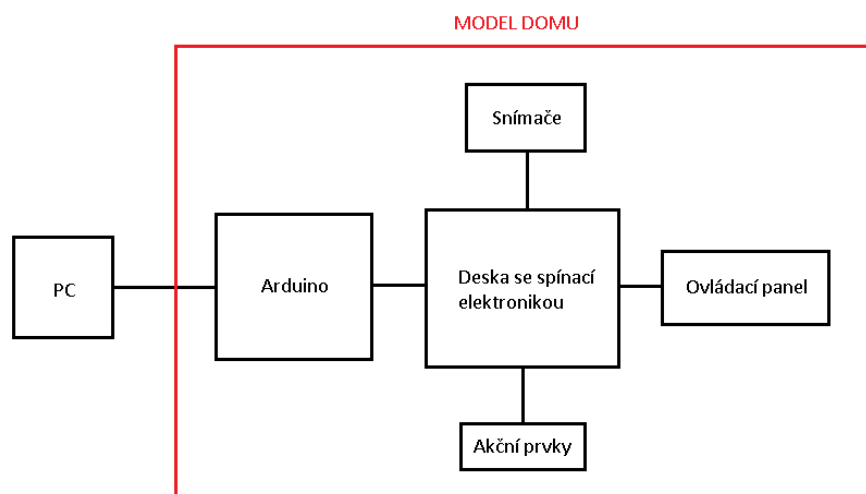 MODEL DOMU
Snímače
PC
Arduino
Deska se spínací
elektronikou
Ovládací panel
Akční prvky